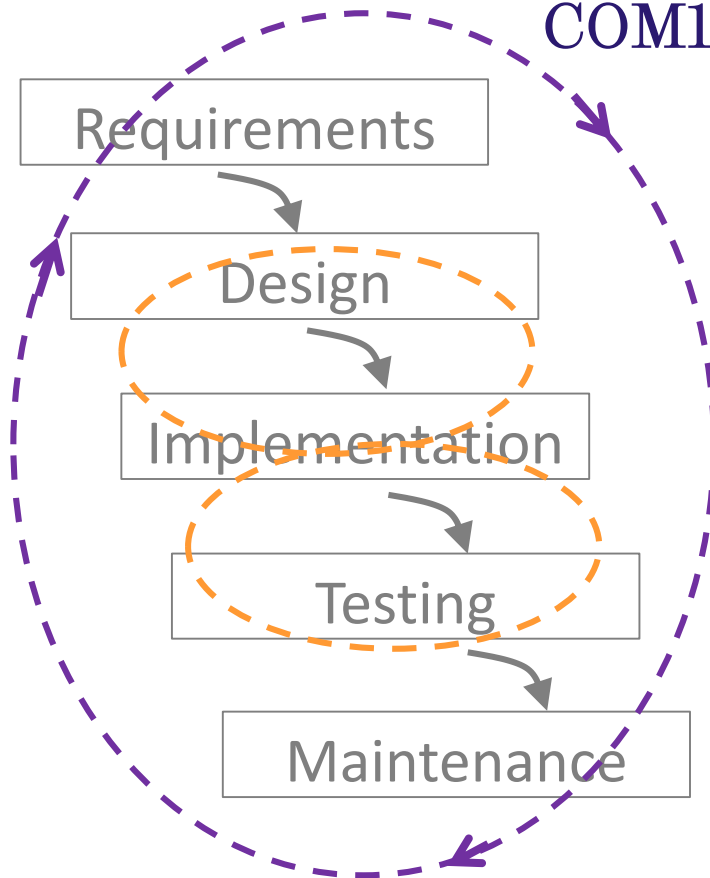 COM1
Requirements
Design
Implementation
Testing
Maintenance